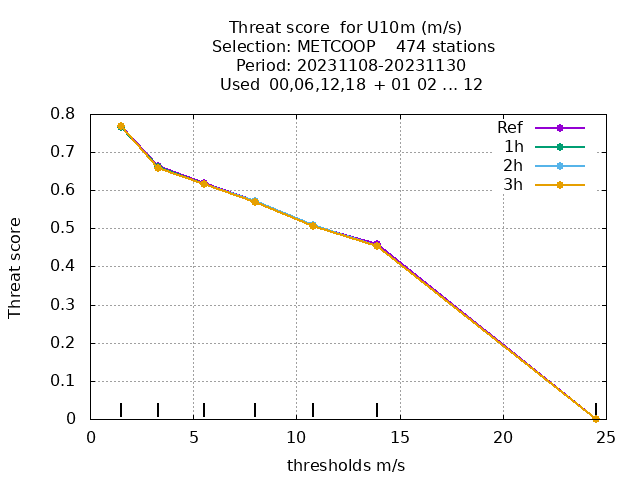 Threat score  for U10m (m/s)
Selection: METCOOP    474 stations
Period: 20231108-20231130
Used  00,06,12,18  + 01 02 ... 12
Ref
1h
2h
3h
0.8
0.7
0.6
0.5
0.4
0.3
0.2
0.1
0
Threat score
0 5 10 15 20 25
thresholds m/s